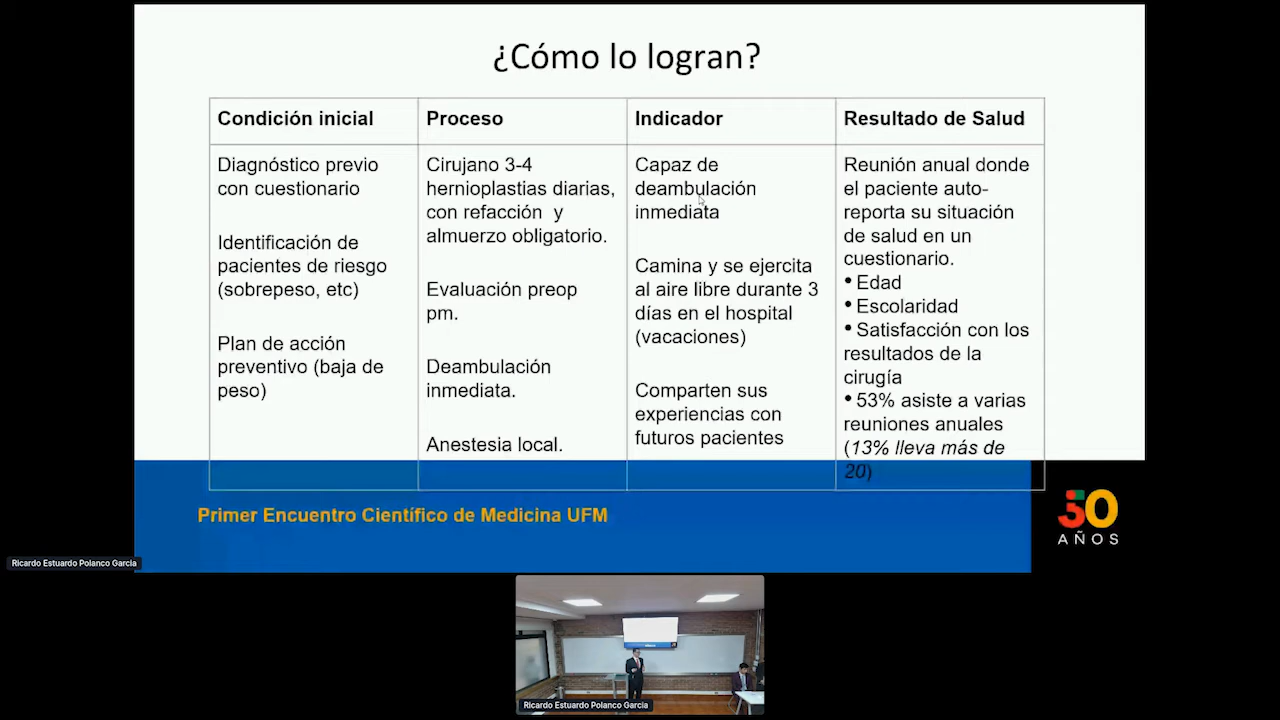 ¿Cómo lo logran?
Condición inicial
Proceso
Indicador
Resultado de Salud
Diagnóstico previo
con cuestionario
Identificación de
pacientes de riesgo
(sobrepeso, etc)
Plan de acción
preventivo (baja de
peso)
Cirujano 3-4
hernioplastias diarias,
con refacción y
almuerzo obligatorio.
Evaluación preop
pm.
Deambulación
inmediata.
Anestesia local.
Capaz de
deambulación
inmediata
Camina y se ejercita
al aire libre durante 3
días en el hospital
(vacaciones)
Comparten sus
experiencias con
futuros pacientes
Reunión anual donde
el paciente auto-
reporta su situación
de salud en un
cuestionario.
• Edad
• Escolaridad
• Satisfacción con los
resultados de la
cirugía
• 53% asiste a varias
reuniones anuales
(13% lleva más de
20)
Primer Encuentro Científico de Medicina UFM
50
AÑOS
Ricardo Estuardo Polanco Garcia
Ricardo Estuardo Polanco Garcia